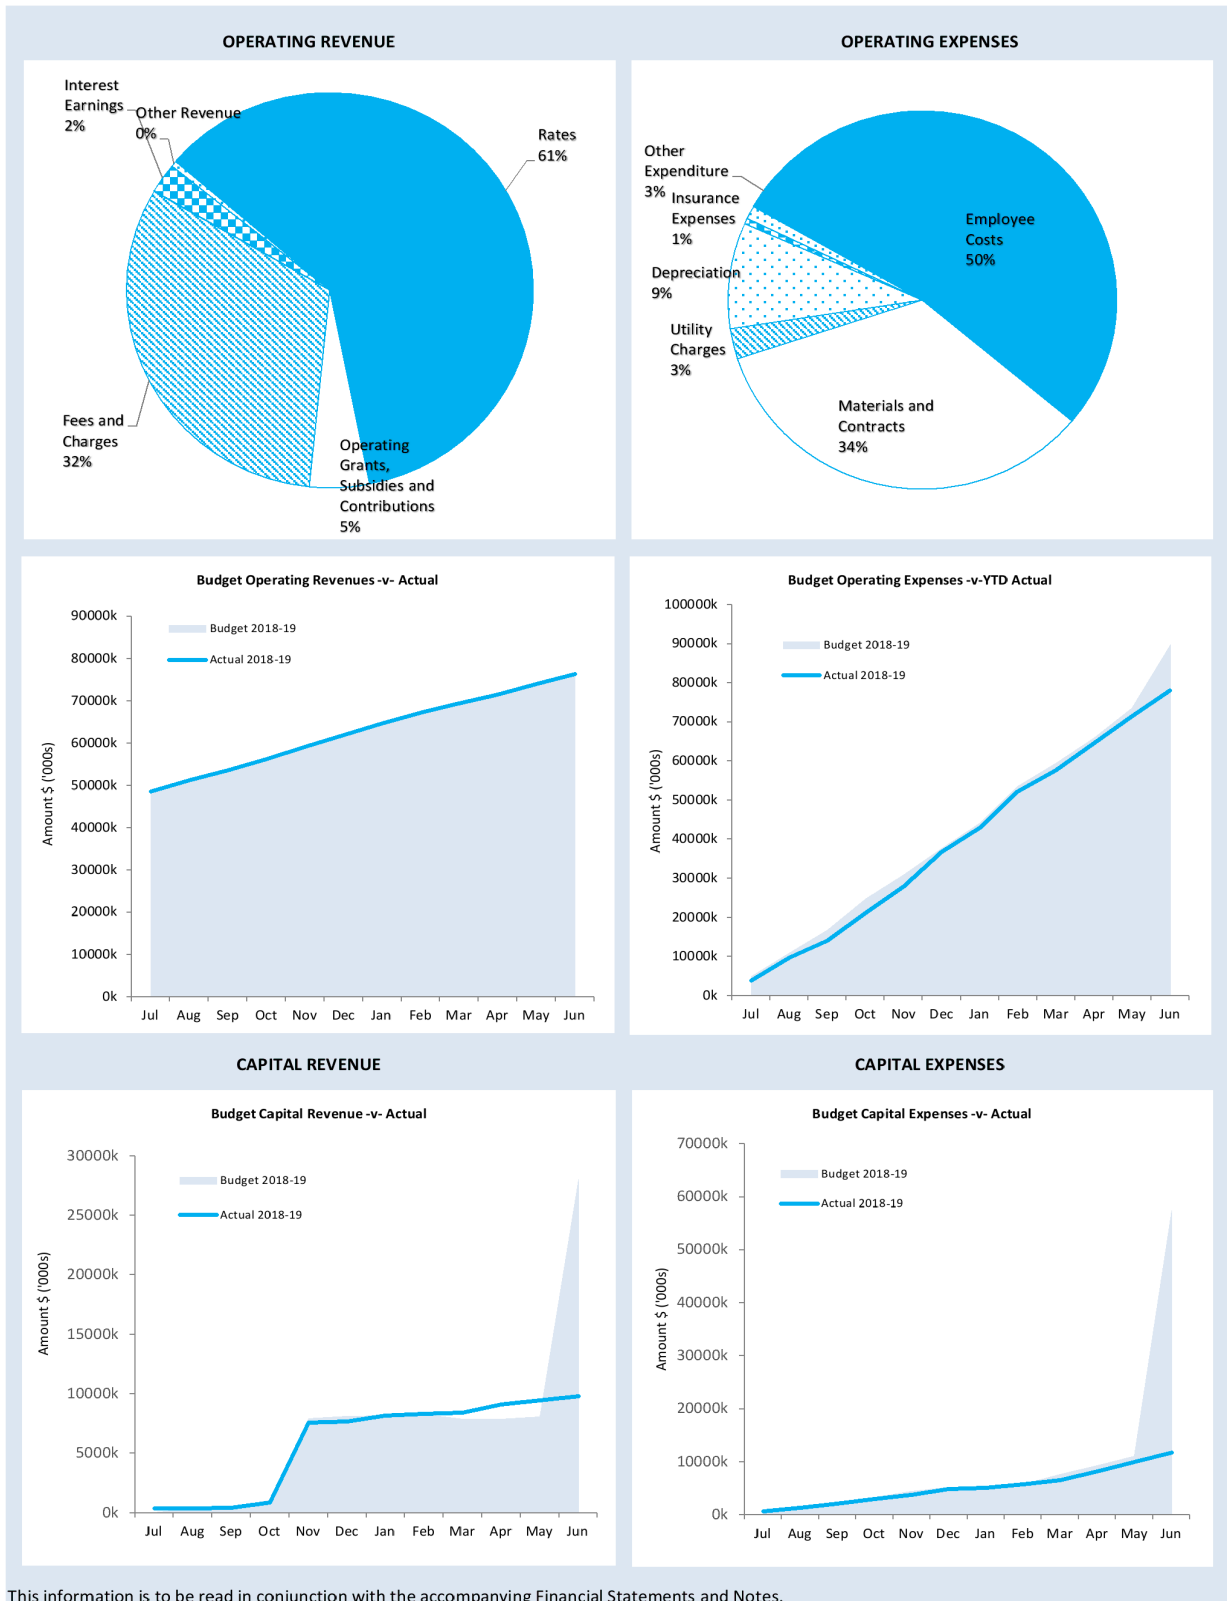 OPERATING REVENUE
Interest
Earnings
2%
Other Revenue
0%
Rates
61%
Fees and
Charges
32%
Operating
Grants,
Subsidies and
Contributions
5%
OPERATING EXPENSES
Other
Expenditure
3%
Insurance
Expenses
1%
Depreciation
9%
Utility
Charges
3%
Employee
Costs
50%
Materials and
Contracts
34%
Budget Operating Revenues -v- Actual
90000k
80000k
70000k
60000k
50000k
40000k
30000k
20000k
10000k
0k
Amount $ ('000s)
Budget 2018-19
Actual 2018-19
Jul Aug Sep Oct Nov Dec Jan Feb Mar Apr May Jun
Budget Operating Expenses -v-YTD Actual
100000k
90000k
80000k
70000k
60000k
50000k
40000k
30000k
20000k
10000k
0k
Amount $ ('000s)
Budget 2018-19
Actual 2018-19
Jul Aug Sep Oct Nov Dec Jan Feb Mar Apr May Jun
CAPITAL REVENUE
Budget Capital Revenue -v- Actual
30000k
25000k
20000k
15000k
10000k
5000k
0k
Amount $ ('000s)
Budget 2018-19
Actual 2018-19
Jul Aug Sep Oct Nov Dec Jan Feb Mar Apr May Jun
CAPITAL EXPENSES
Budget Capital Expenses -v- Actual
70000k
60000k
50000k
40000k
30000k
20000k
10000k
0k
Amount $ ('000s)
Budget 2018-19
Actual 2018-19
Jul Aug Sep Oct Nov Dec Jan Feb Mar Apr May Jun
This information is to be read in conjunction with the accompanying Financial Statements and Notes.